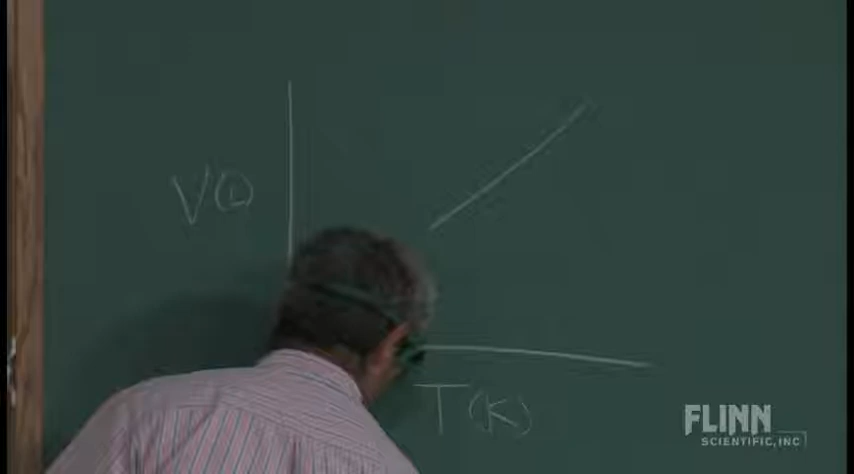 V(L)
T(K)
FLINN
SCIENTIFIC, INC